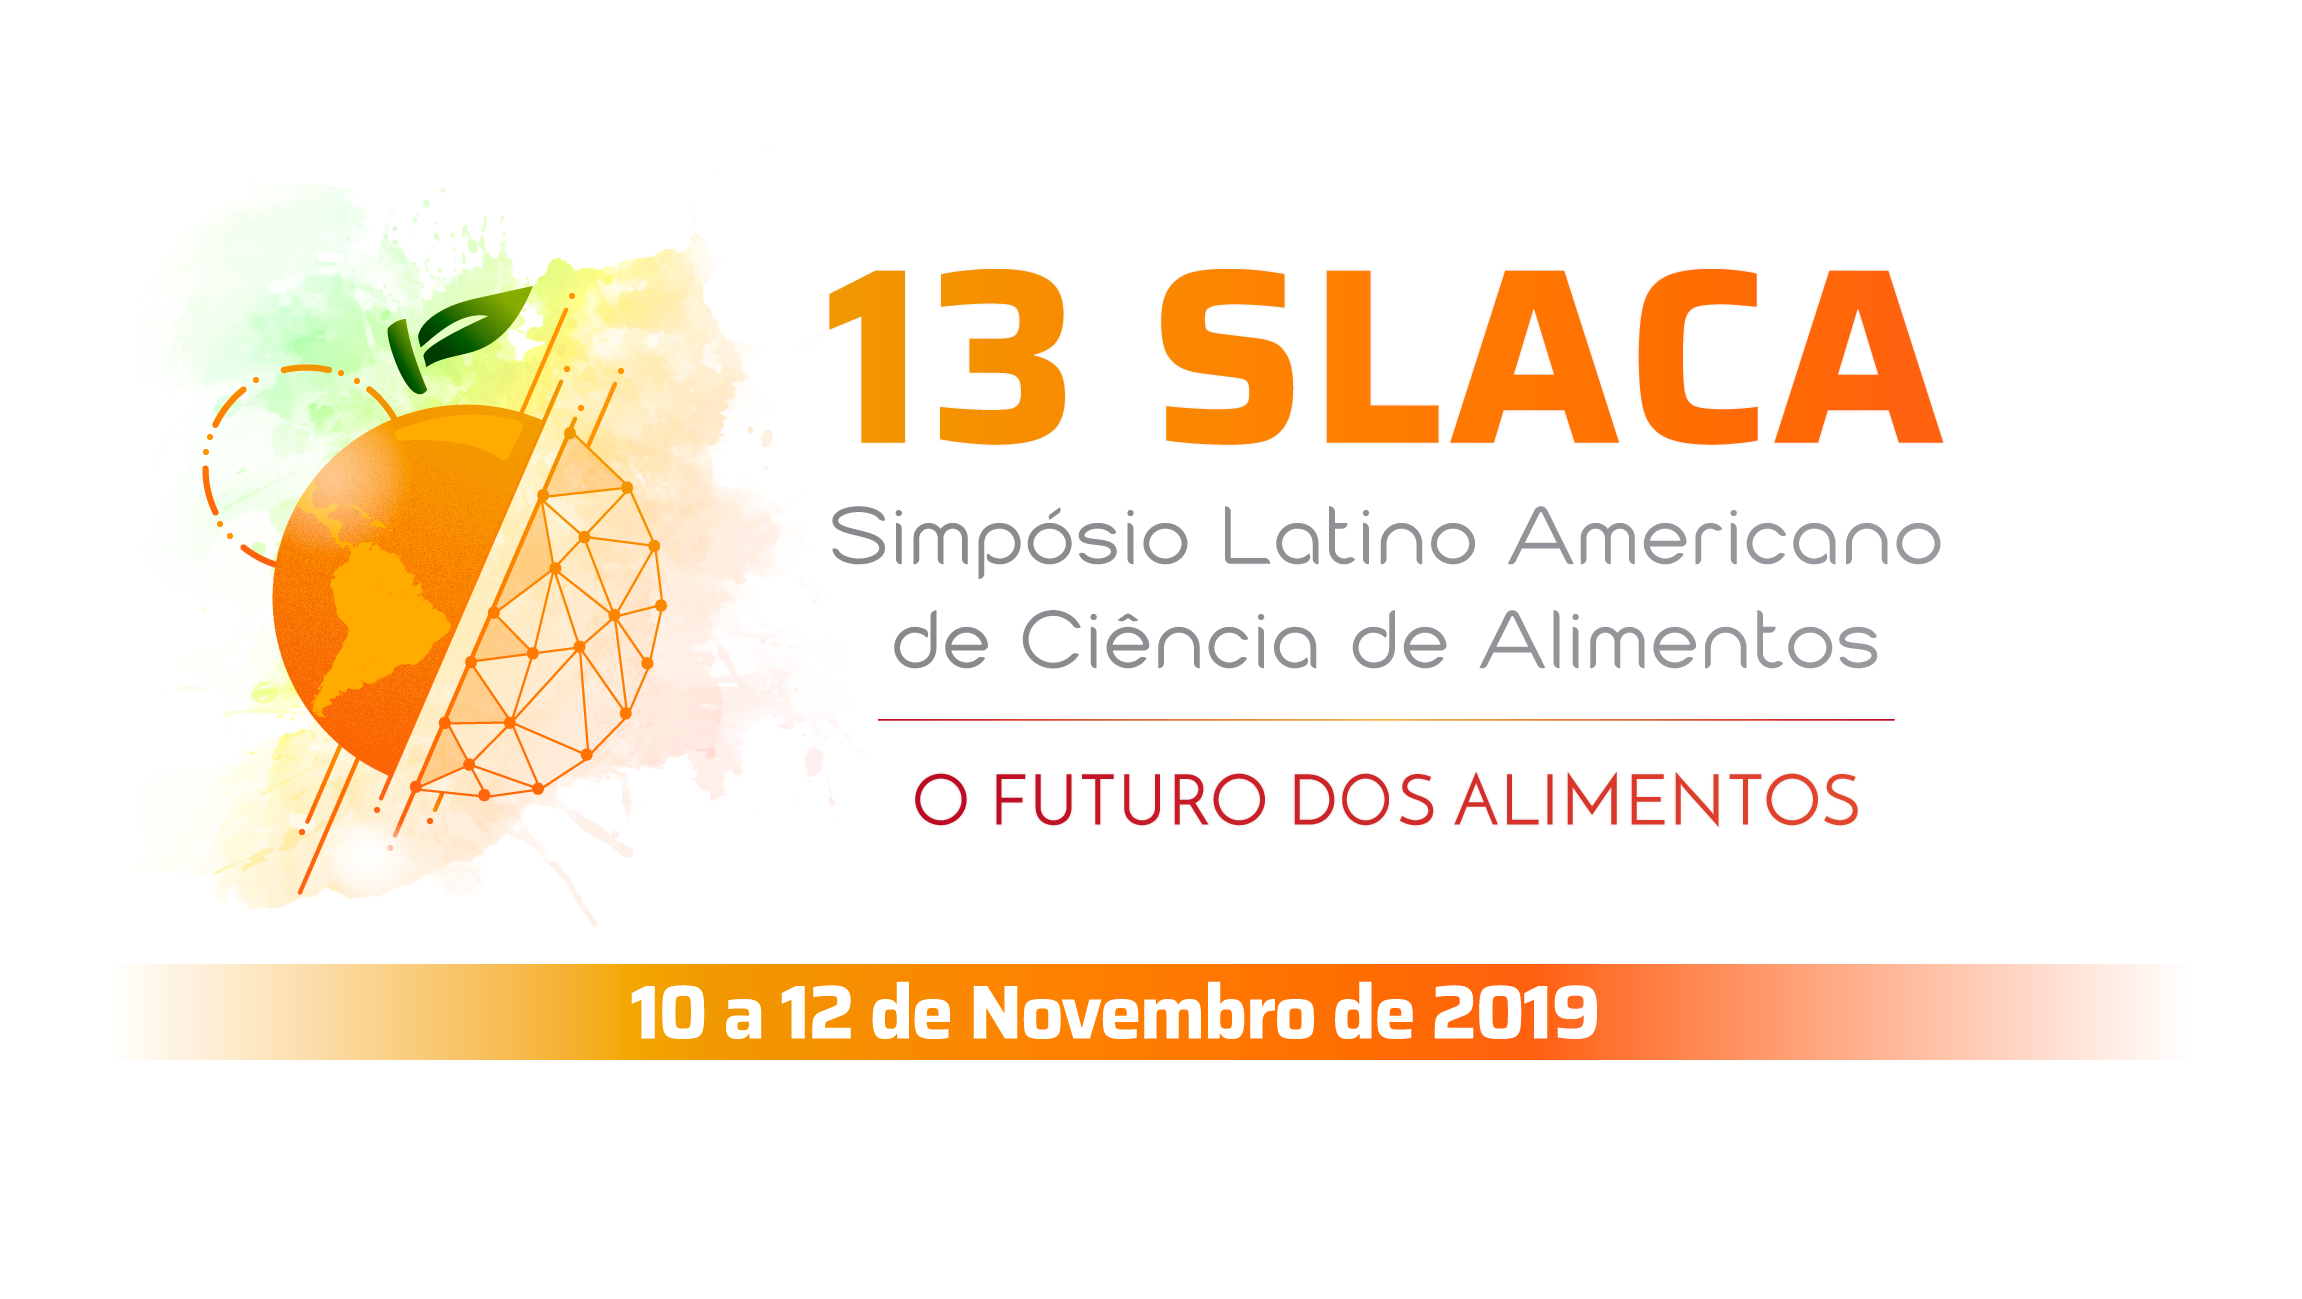 13 SLACA
Simpósio Latino Americano
de Ciência de Alimentos
O FUTURO DOS ALIMENTOS
10 a 12 de Novembro de 2019